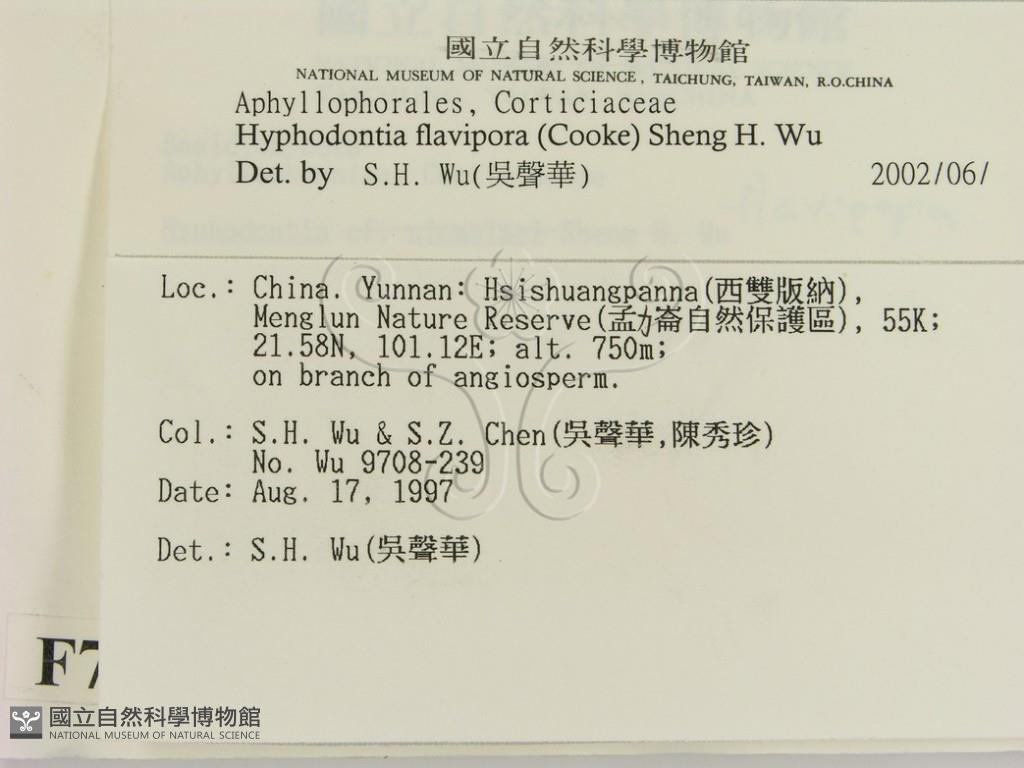 國立自然科學博物館
NATIONAL MUSEUM OF NATURAL SCIENCE, TAICHUNG, TAIWAN, R.O.CHINA
Aphyllophorales, Corticiaceae
Hyphodontia flavipora (Cooke) Sheng H. Wu
Det. by S.H. Wu(吳聲華) 2002/06/
Loc.: China. Yunnan: Hsishuangpanna(西雙版納),
Menglun Nature Reserve(孟力崙自然保護區), 55K;
21.58N, 101.12E; alt. 750m;
on branch of angiosperm.
Col.: S.H. Wu & S.Z. Chen(吳聲華,陳秀珍)
No. Wu 9708-239
Date: Aug. 17, 1997
Det.: S.H. Wu(吳聲華)
F7
國立自然科學博物館
NATIONAL MUSEUM OF NATURAL SCIENCE